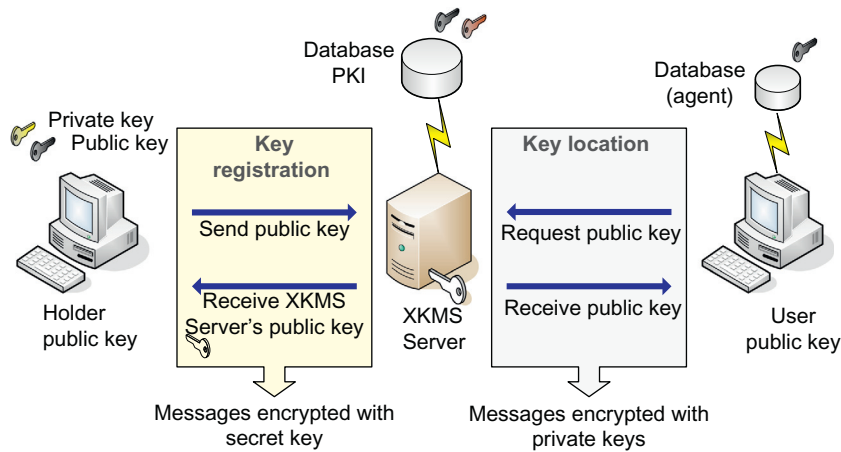 Database
PKI
Database
(agent)
Private key
Public key
Key
registration
Key location
Send public key
Request public key
Receive XKMS
Server's public key
Receive public key
Holder
public key
XKMS
Server
User
public key
Messages encrypted with
secret key
Messages encrypted with
private keys